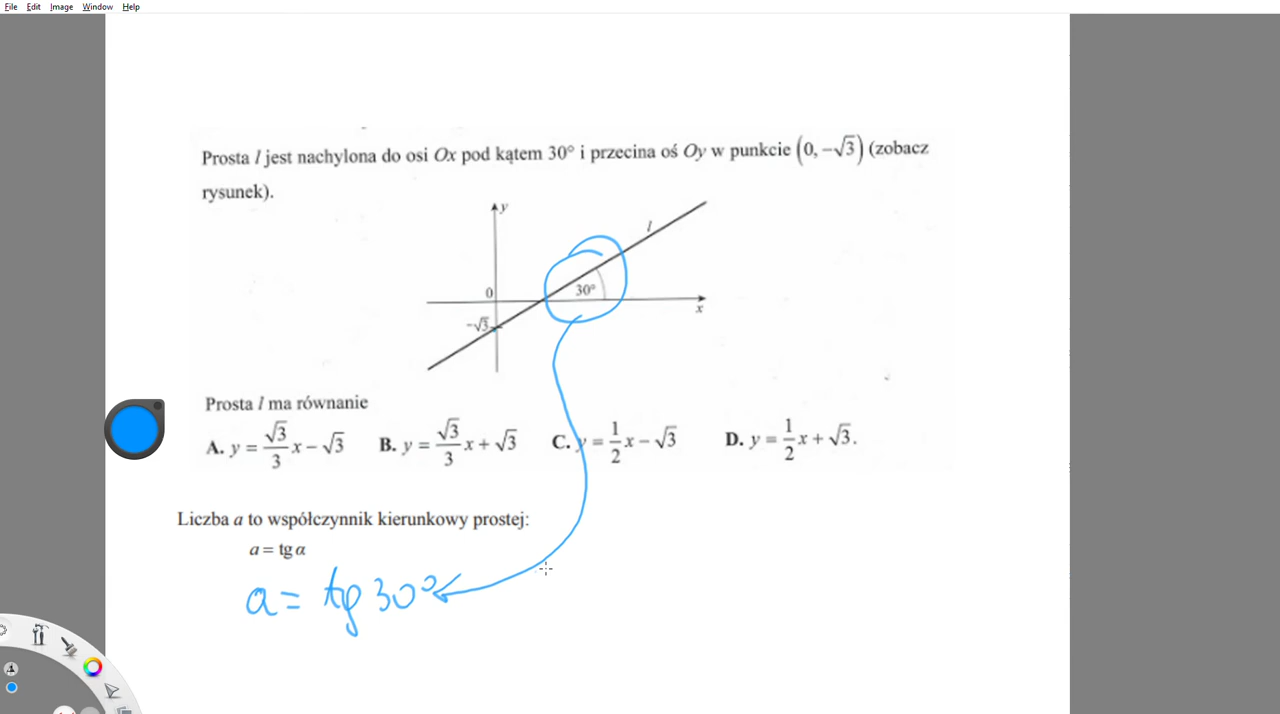 File Edit Image Window Help
Prosta l jest nachylona do osi Ox pod kątem 30° i przecina oś Oy w punkcie (0, −√3) (zobacz
rysunek).
y
l
0
30°
x
−√3
Prosta l ma równanie
A. y = √3/3 x − √3 B. y = √3/3 x + √3 C. y = 1/2 x − √3 D. y = 1/2 x + √3.
Liczba a to współczynnik kierunkowy prostej:
a = tg α
a = tg 30°